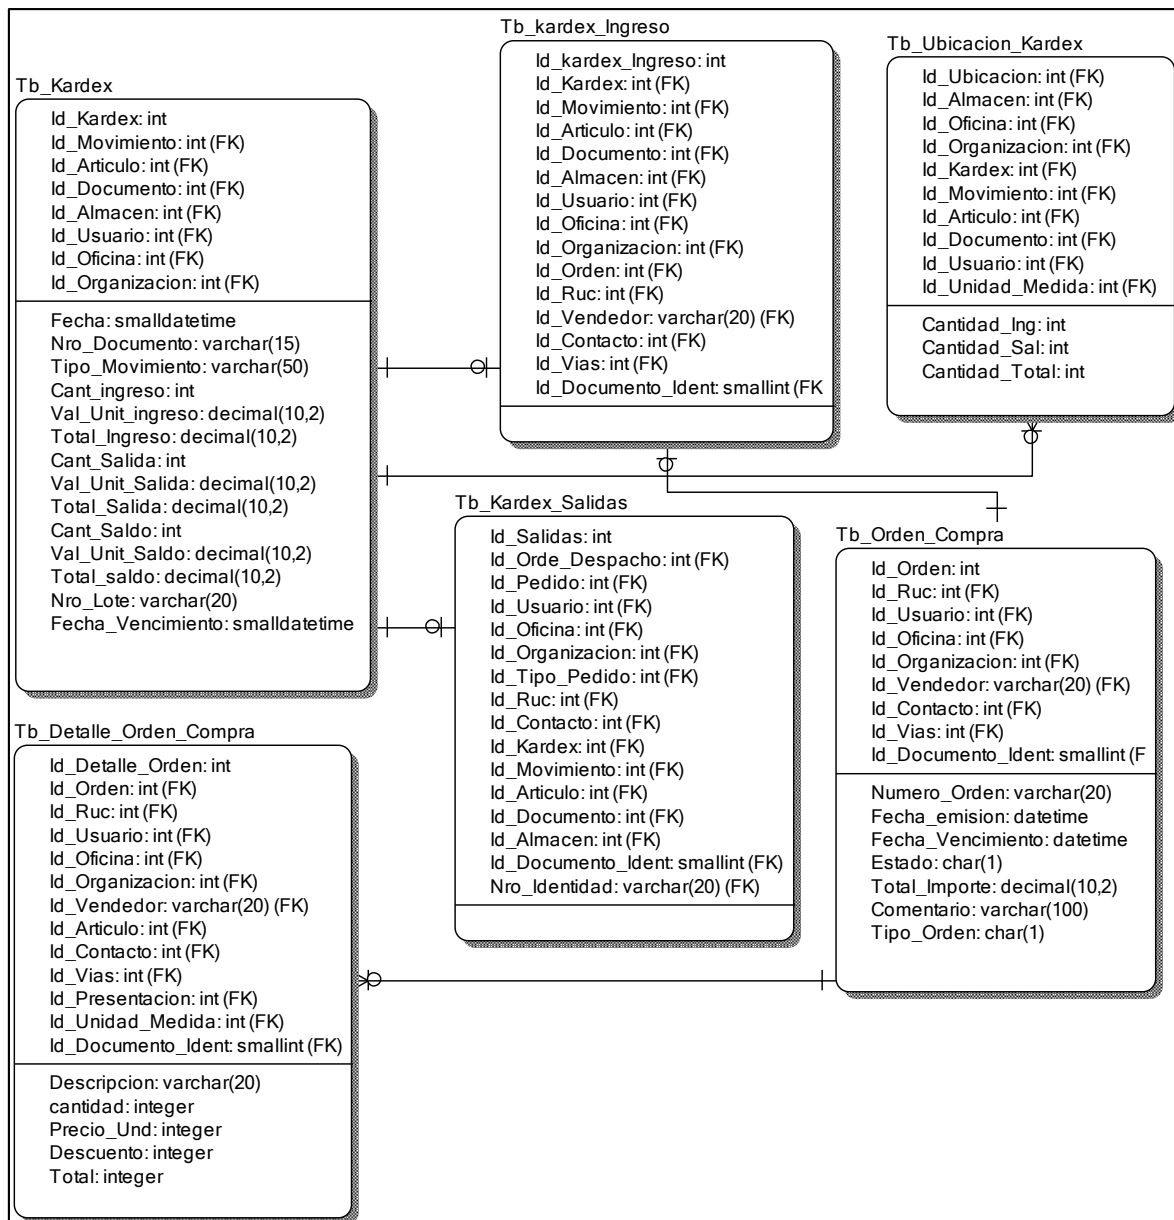 Tb_Kardex
Id_Kardex: int
Id_Movimiento: int (FK)
Id_Articulo: int (FK)
Id_Documento: int (FK)
Id_Almacen: int (FK)
Id_Usuario: int (FK)
Id_Oficina: int (FK)
Id_Organizacion: int (FK)
Fecha: smalldatetime
Nro_Documento: varchar(15)
Tipo_Movimiento: varchar(50)
Cant_ingreso: int
Val_Unit_ingreso: decimal(10,2)
Total_Ingreso: decimal(10,2)
Cant_Salida: int
Val_Unit_Salida: decimal(10,2)
Total_Salida: decimal(10,2)
Cant_Saldo: int
Val_Unit_Saldo: decimal(10,2)
Total_saldo: decimal(10,2)
Nro_Lote: varchar(20)
Fecha_Vencimiento: smalldatetime
Tb_kardex_Ingreso
Id_kardex_Ingreso: int
Id_Kardex: int (FK)
Id_Movimiento: int (FK)
Id_Articulo: int (FK)
Id_Documento: int (FK)
Id_Almacen: int (FK)
Id_Usuario: int (FK)
Id_Oficina: int (FK)
Id_Organizacion: int (FK)
Id_Orden: int (FK)
Id_Ruc: int (FK)
Id_Vendedor: varchar(20) (FK)
Id_Contacto: int (FK)
Id_Vias: int (FK)
Id_Documento_Ident: smallint (FK
Tb_Ubicacion_Kardex
Id_Ubicacion: int (FK)
Id_Almacen: int (FK)
Id_Oficina: int (FK)
Id_Organizacion: int (FK)
Id_Kardex: int (FK)
Id_Movimiento: int (FK)
Id_Articulo: int (FK)
Id_Documento: int (FK)
Id_Usuario: int (FK)
Id_Unidad_Medida: int (FK)
Cantidad_Ing: int
Cantidad_Sal: int
Cantidad_Total: int
Tb_Kardex_Salidas
Id_Salidas: int
Id_Orde_Despacho: int (FK)
Id_Pedido: int (FK)
Id_Usuario: int (FK)
Id_Oficina: int (FK)
Id_Organizacion: int (FK)
Id_Tipo_Pedido: int (FK)
Id_Ruc: int (FK)
Id_Contacto: int (FK)
Id_Kardex: int (FK)
Id_Movimiento: int (FK)
Id_Articulo: int (FK)
Id_Documento: int (FK)
Id_Almacen: int (FK)
Id_Documento_Ident: smallint (FK)
Nro_Identidad: varchar(20) (FK)
Tb_Orden_Compra
Id_Orden: int
Id_Ruc: int (FK)
Id_Usuario: int (FK)
Id_Oficina: int (FK)
Id_Organizacion: int (FK)
Id_Vendedor: varchar(20) (FK)
Id_Contacto: int (FK)
Id_Vias: int (FK)
Id_Documento_Ident: smallint (F
Numero_Orden: varchar(20)
Fecha_emision: datetime
Fecha_Vencimiento: datetime
Estado: char(1)
Total_Importe: decimal(10,2)
Comentario: varchar(100)
Tipo_Orden: char(1)
Tb_Detalle_Orden_Compra
Id_Detalle_Orden: int
Id_Orden: int (FK)
Id_Ruc: int (FK)
Id_Usuario: int (FK)
Id_Oficina: int (FK)
Id_Organizacion: int (FK)
Id_Vendedor: varchar(20) (FK)
Id_Articulo: int (FK)
Id_Contacto: int (FK)
Id_Vias: int (FK)
Id_Presentacion: int (FK)
Id_Unidad_Medida: int (FK)
Id_Documento_Ident: smallint (FK)
Descripcion: varchar(20)
cantidad: integer
Precio_Und: integer
Descuento: integer
Total: integer